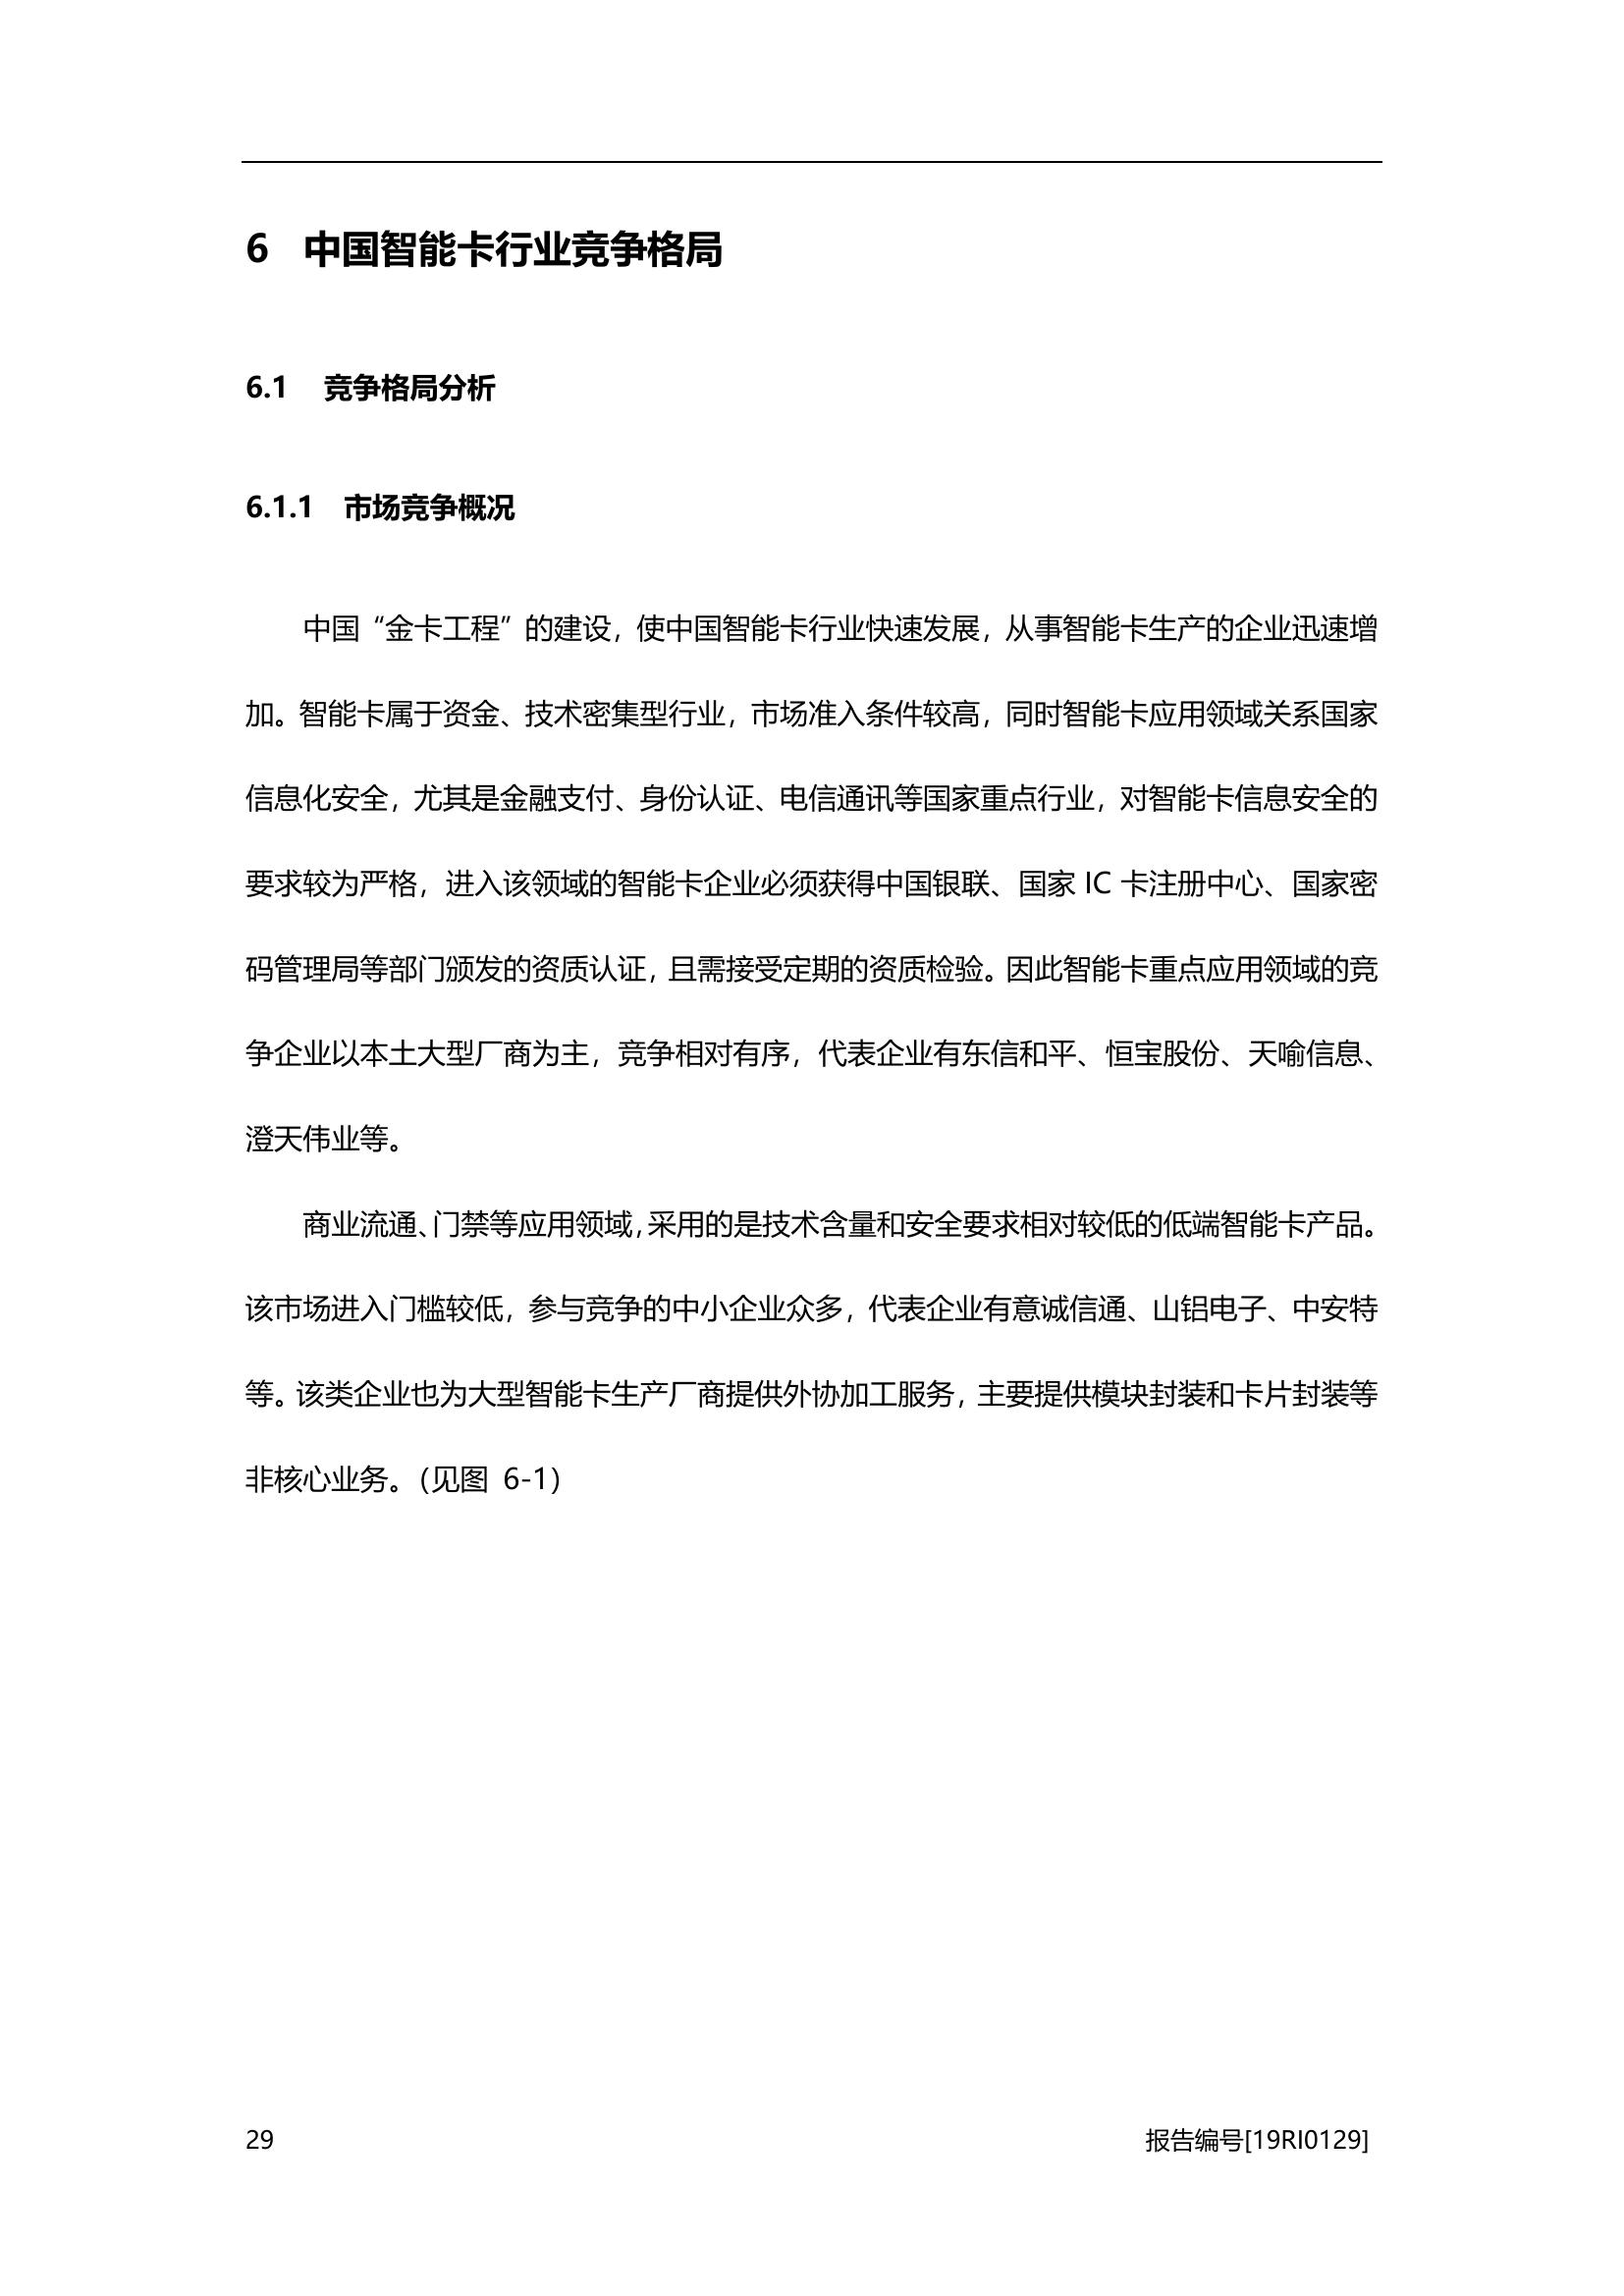 6 中国智能卡行业竞争格局
6.1 竞争格局分析
6.1.1 市场竞争概况
中国“金卡工程”的建设，使中国智能卡行业快速发展，从事智能卡生产的企业迅速增
加。智能卡属于资金、技术密集型行业，市场准入条件较高，同时智能卡应用领域关系国家
信息化安全，尤其是金融支付、身份认证、电信通讯等国家重点行业，对智能卡信息安全的
要求较为严格，进入该领域的智能卡企业必须获得中国银联、国家 IC 卡注册中心、国家密
码管理局等部门颁发的资质认证，且需接受定期的资质检验。因此智能卡重点应用领域的竞
争企业以本土大型厂商为主，竞争相对有序，代表企业有东信和平、恒宝股份、天喻信息、
澄天伟业等。
商业流通、门禁等应用领域，采用的是技术含量和安全要求相对较低的低端智能卡产品。
该市场进入门槛较低，参与竞争的中小企业众多，代表企业有意诚信通、山铝电子、中安特
等。该类企业也为大型智能卡生产厂商提供外协加工服务，主要提供模块封装和卡片封装等
非核心业务。（见图 6-1）
29 报告编号[19RI0129]